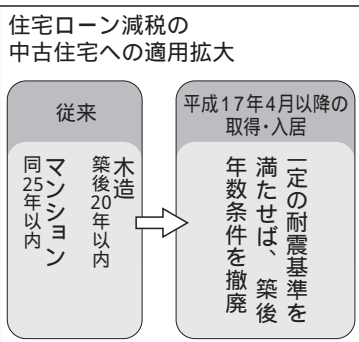 住宅ローン減税の
中古住宅への適用拡大
従来
木造
築後20年以内
マンション
同25年以内
平成17年4月以降の
取得・入居
一定の耐震基準を
満たせば、築後
年数条件を撤廃